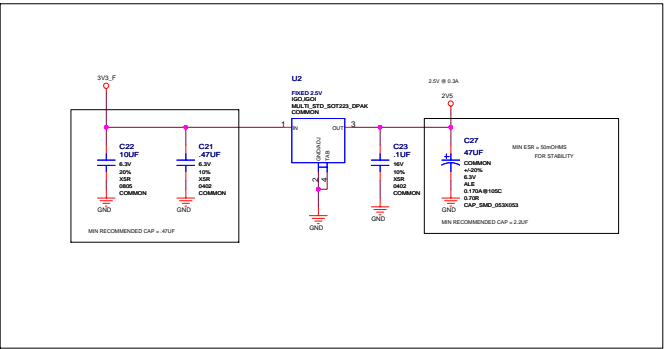 3V3_F
C22
10UF
6.3V
20%
X5R
0805
COMMON
GND
C21
.47UF
6.3V
10%
X5R
0402
COMMON
GND
MIN RECOMMENDED CAP = .47UF
U2
FIXED 2.5V
IGO,IGOI
MULTI_STD_SOT223_DPAK
COMMON
1
IN
OUT
3
GND/ADJ
TAB
2
4
GND
C23
.1UF
16V
10%
X5R
0402
COMMON
GND
2.5V @ 0.3A
2V5
C27
47UF
COMMON
+/-20%
6.3V
ALE
0.170A@105C
0.70R
CAP_SMD_053X053
GND
MIN ESR = 50mOHMS
FOR STABILITY
MIN RECOMMENDED CAP = 2.2UF